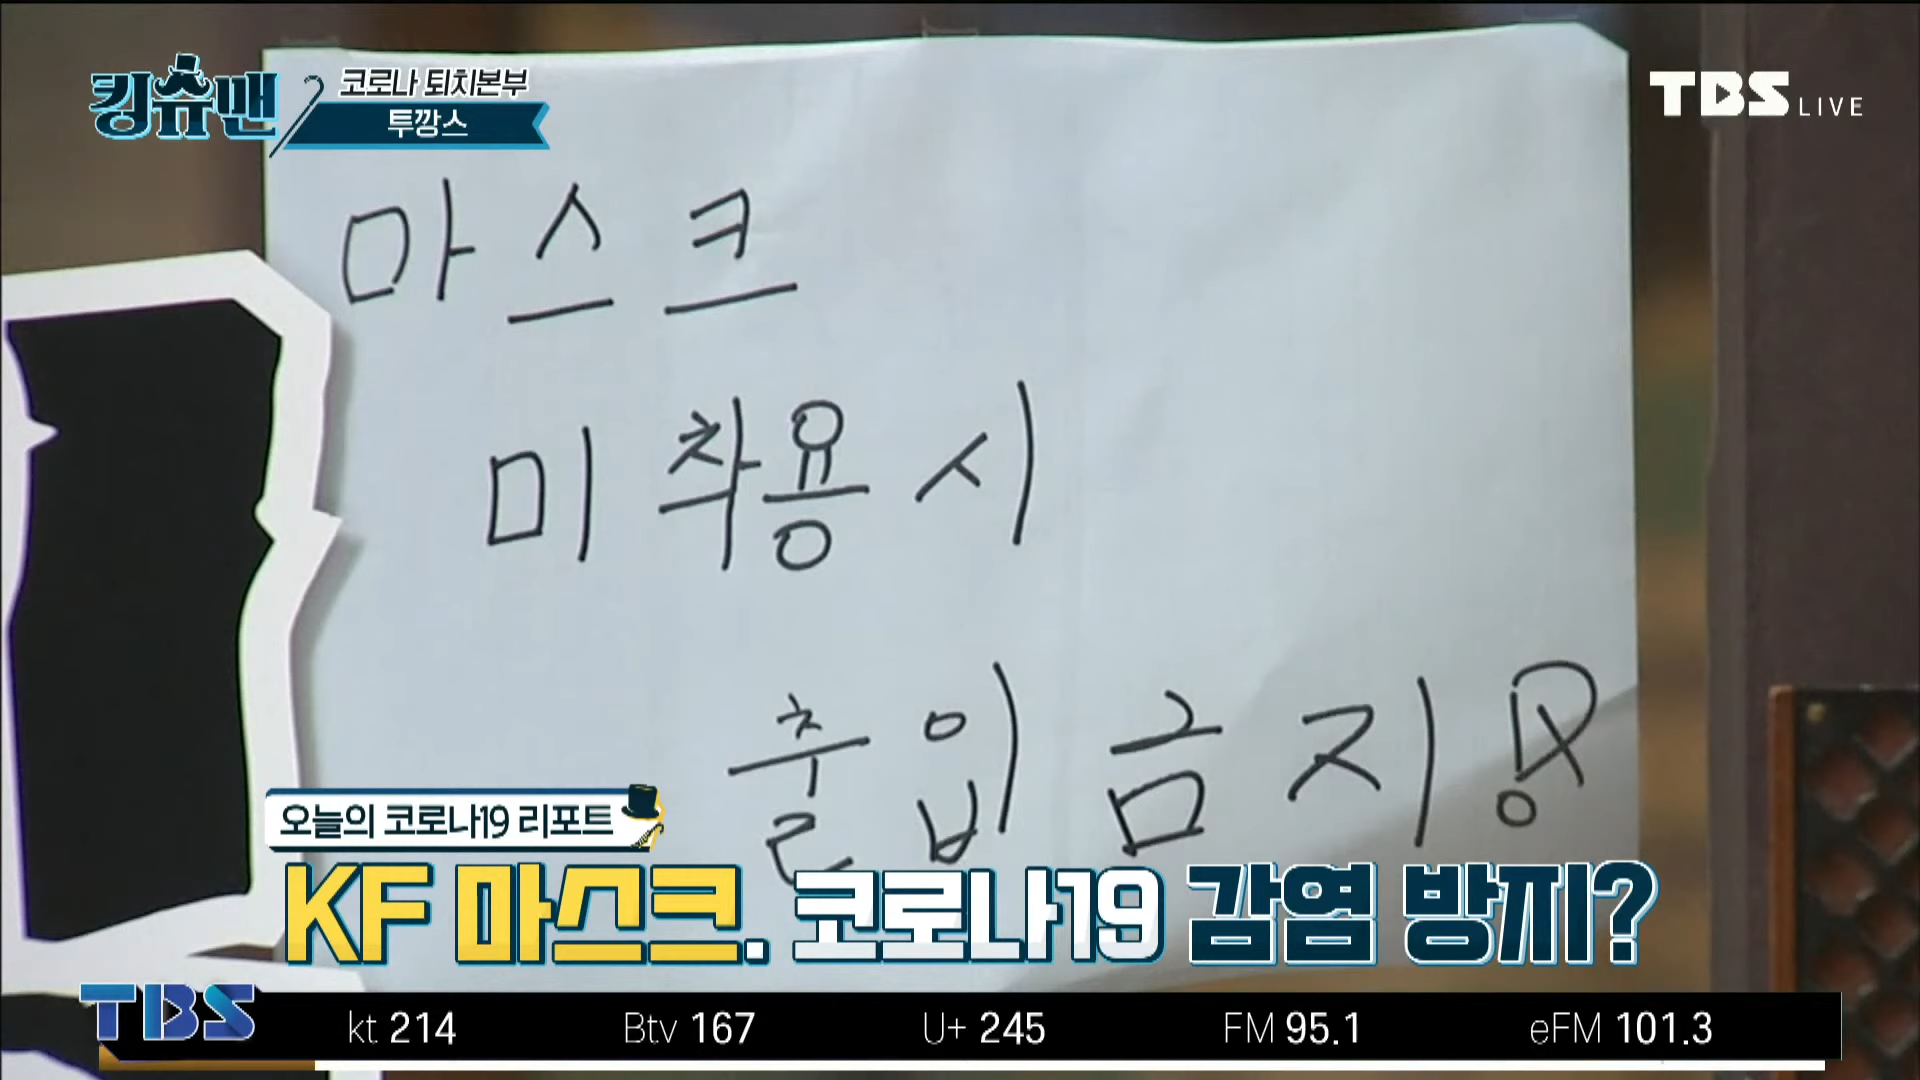 킹슈맨
코로나 퇴치본부
투깡스
TBS LIVE
마스크
미착용시
출입금지
오늘의 코로나19 리포트
KF 마스크. 코로나19 감염 방지?
TBS kt 214 Btv 167 U+ 245 FM 95.1 eFM 101.3